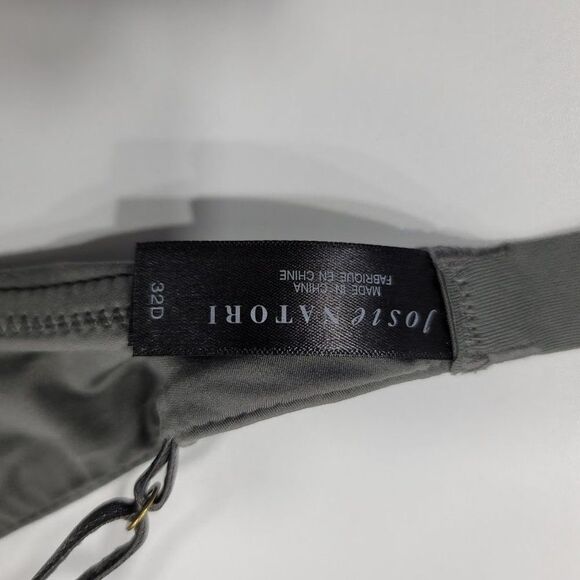 Josie NATORI
MADE IN CHINA
FABRIQUE EN CHINE
32D